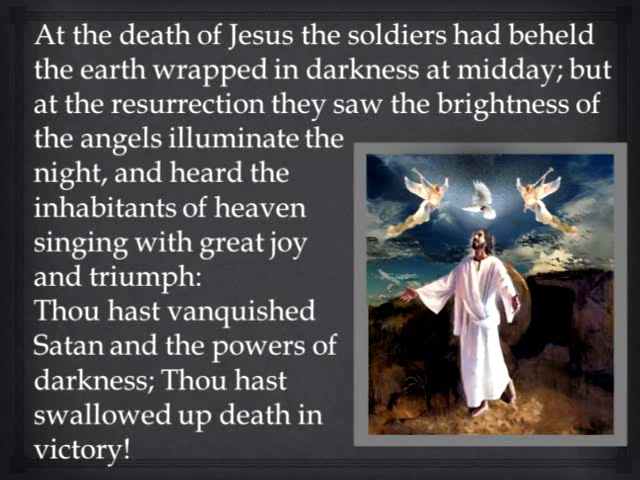 At the death of Jesus the soldiers had beheld
the earth wrapped in darkness at midday; but
at the resurrection they saw the brightness of
the angels illuminate the
night, and heard the
inhabitants of heaven
singing with great joy
and triumph:
Thou hast vanquished
Satan and the powers of
darkness; Thou hast
swallowed up death in
victory!